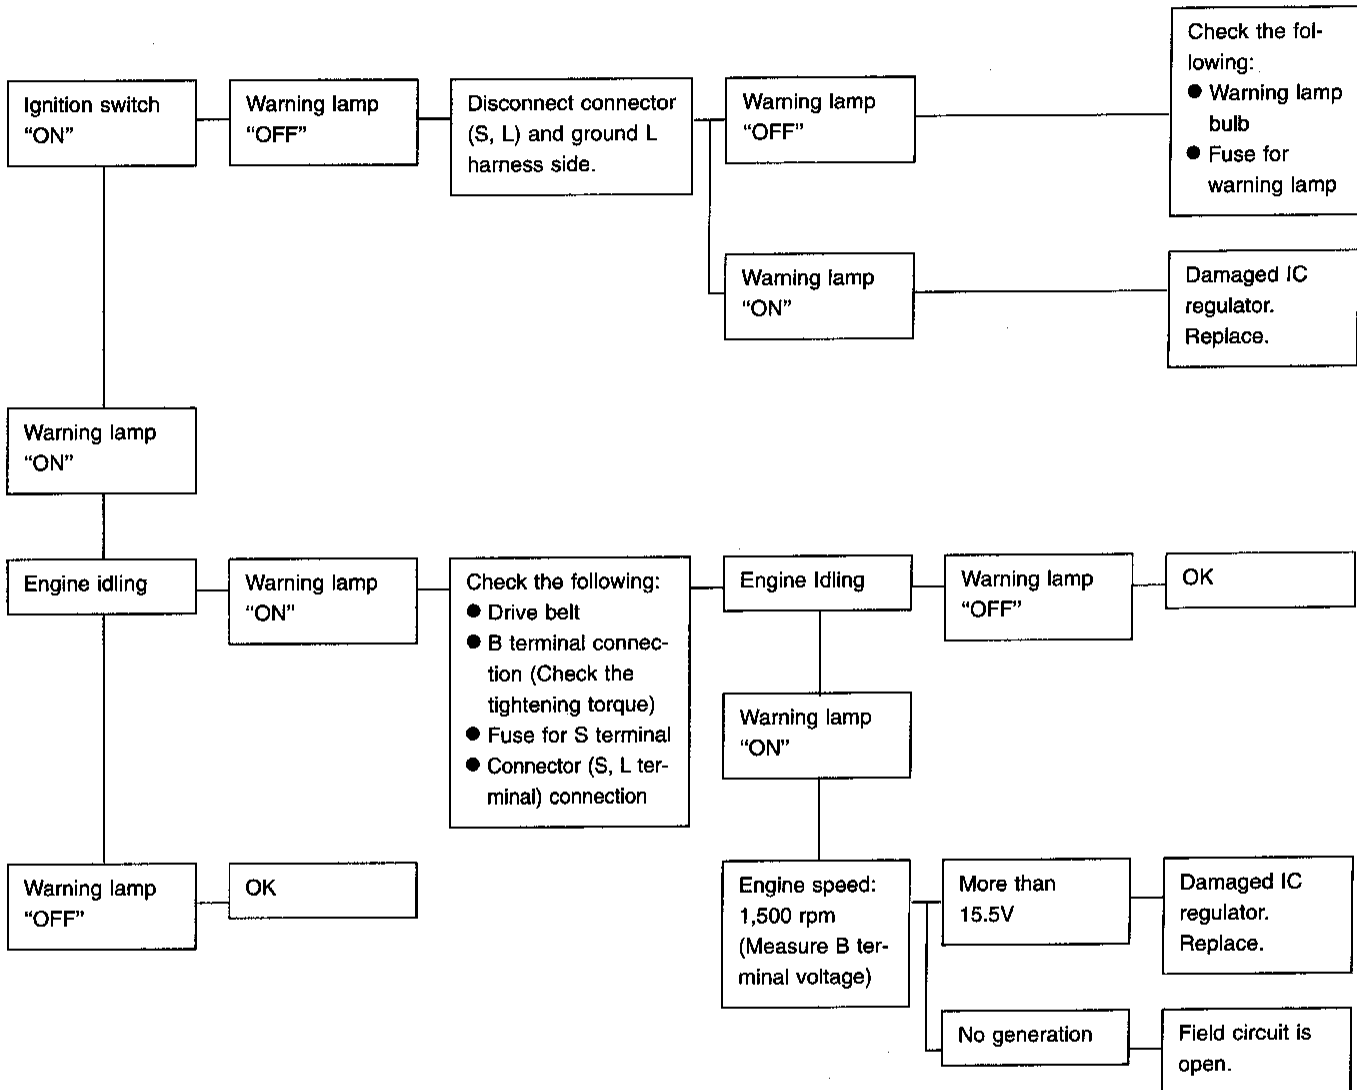 Ignition switch
“ON”
Warning lamp
“OFF”
Disconnect connector
(S, L) and ground L
harness side.
Warning lamp
“OFF”
Check the fol-
lowing:
● Warning lamp
bulb
● Fuse for
warning lamp
Warning lamp
“ON”
Damaged IC
regulator.
Replace.
Warning lamp
“ON”
Engine idling
Warning lamp
“ON”
Check the following:
● Drive belt
● B terminal connec-
tion (Check the
tightening torque)
● Fuse for S terminal
● Connector (S, L ter-
minal) connection
Engine Idling
Warning lamp
“OFF”
OK
Warning lamp
“ON”
Warning lamp
“OFF”
OK
Engine speed:
1,500 rpm
(Measure B ter-
minal voltage)
More than
15.5V
Damaged IC
regulator.
Replace.
No generation
Field circuit is
open.